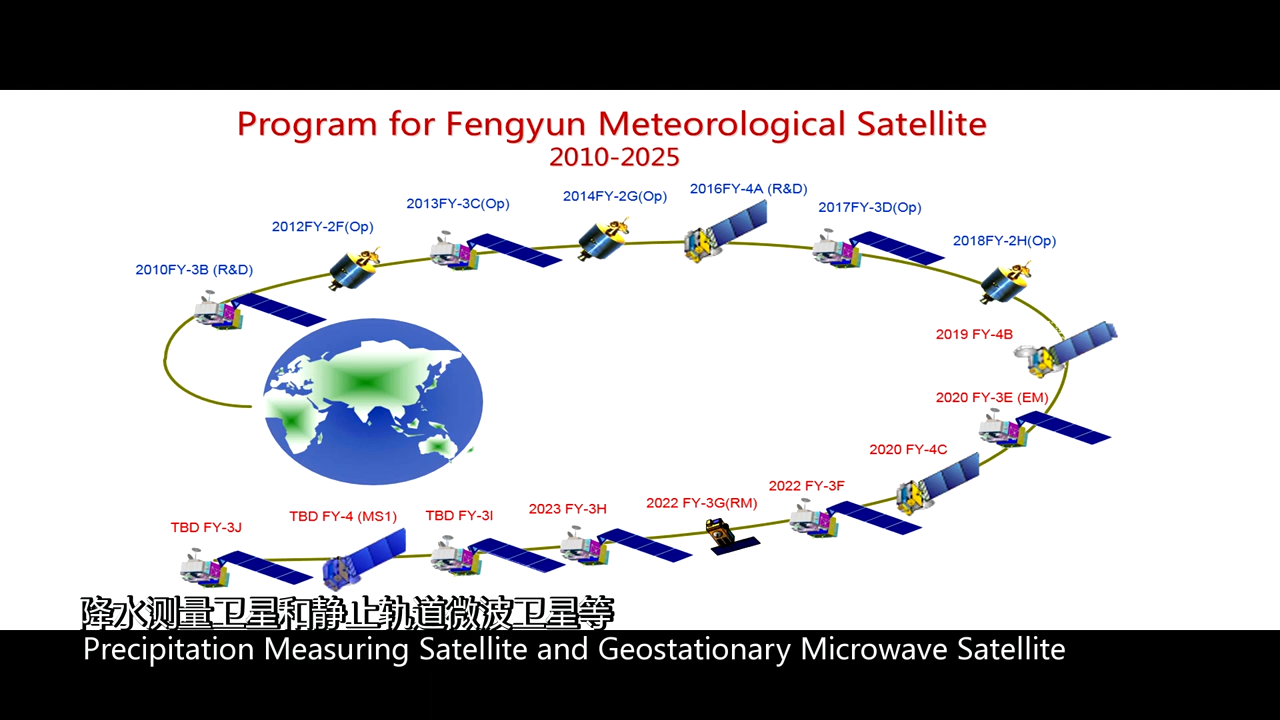 Program for Fengyun Meteorological Satellite
2010-2025
2010FY-3B (R&D)
2012FY-2F(Op)
2013FY-3C(Op)
2014FY-2G(Op)
2016FY-4A (R&D)
2017FY-3D(Op)
2018FY-2H(Op)
2019 FY-4B
2020 FY-3E (EM)
2020 FY-4C
2022 FY-3F
2022 FY-3G(RM)
2023 FY-3H
TBD FY-3I
TBD FY-4 (MS1)
TBD FY-3J
降水测量卫星和静止轨道微波卫星等
Precipitation Measuring Satellite and Geostationary Microwave Satellite